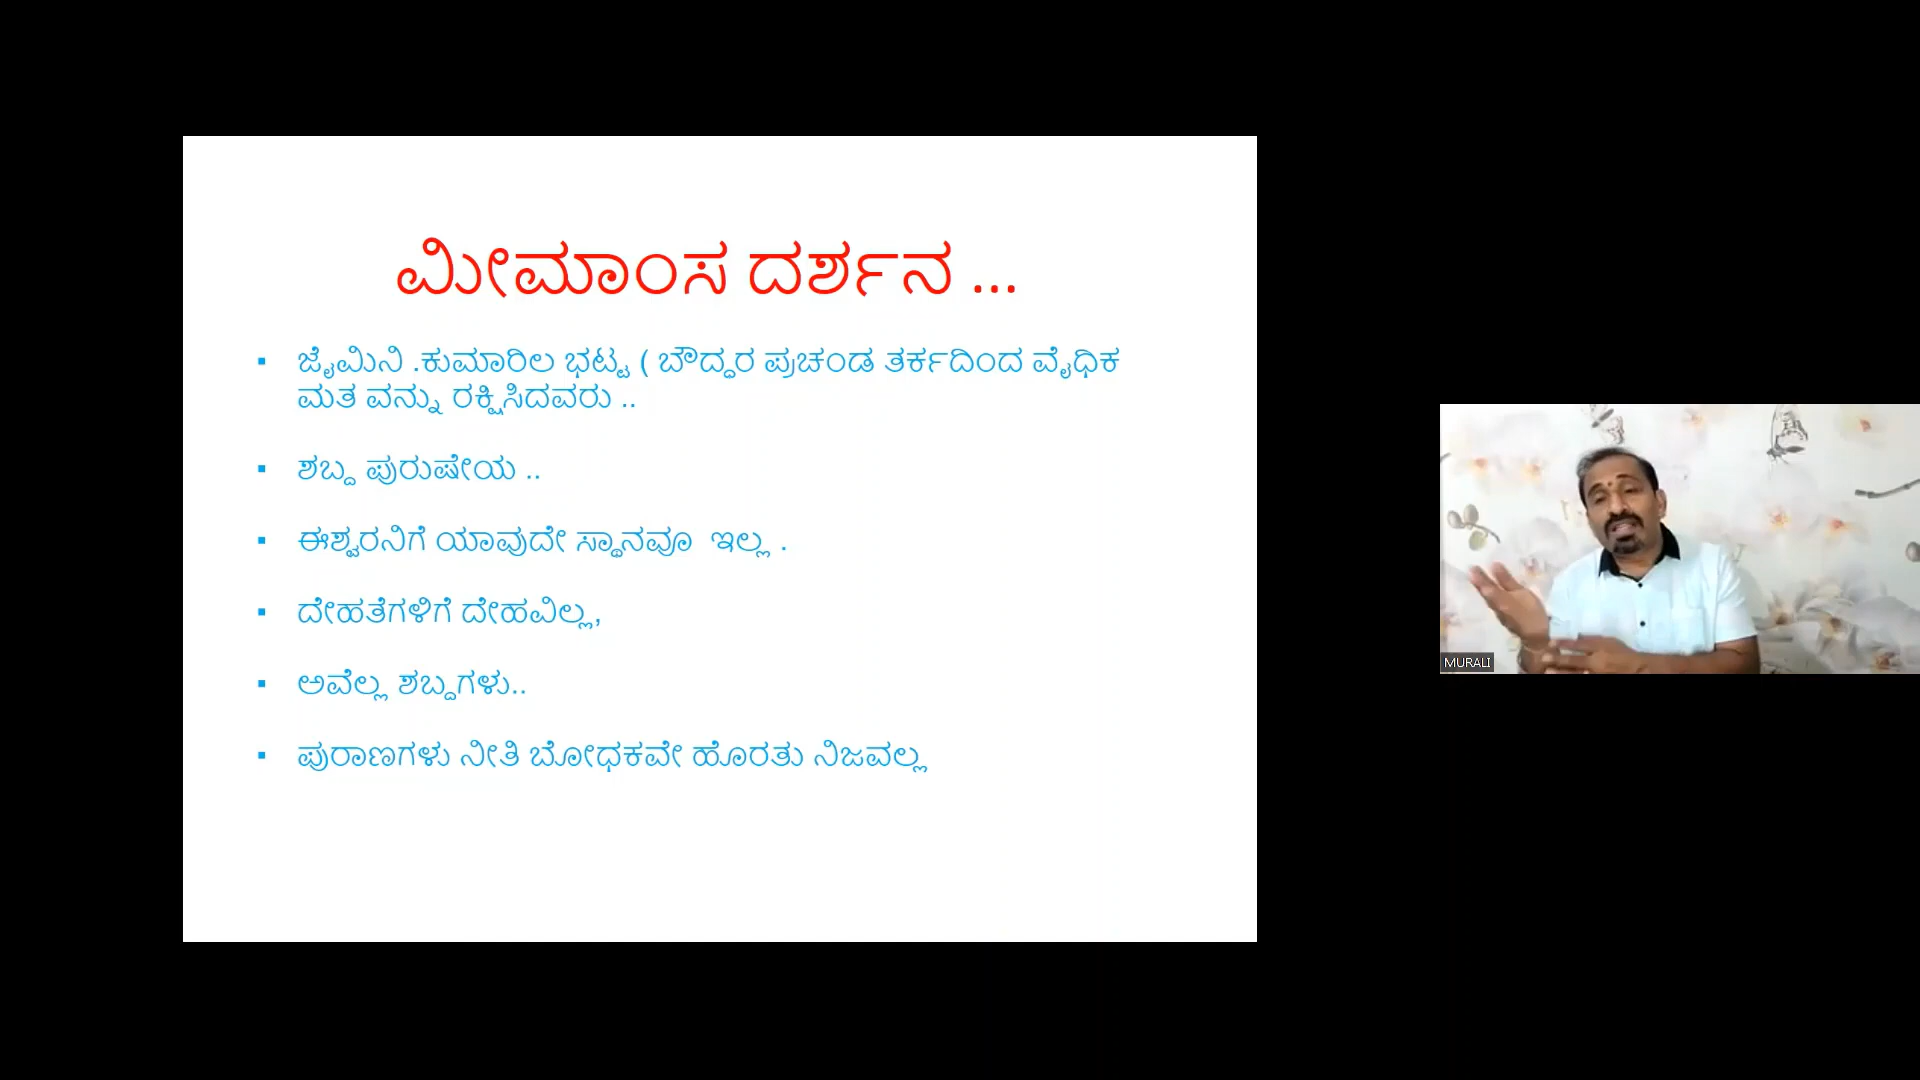 ಮೀಮಾಂಸ ದರ್ಶನ ...
▪ ಜೈಮಿನಿ .ಕುಮಾರಿಲ ಭಟ್ಟ ( ಬೌದ್ಧರ ಪ್ರಚಂಡ ತರ್ಕದಿಂದ ವೈಧಿಕ
ಮತ ವನ್ನು ರಕ್ಷಿಸಿದವರು ..
▪ ಶಬ್ದ ಪುರುಷೇಯ ..
▪ ಈಶ್ವರನಿಗೆ ಯಾವುದೇ ಸ್ಥಾನವೂ ಇಲ್ಲ .
▪ ದೇಹತೆಗಳಿಗೆ ದೇಹವಿಲ್ಲ,
▪ ಅವೆಲ್ಲ ಶಬ್ದಗಳು..
▪ ಪುರಾಣಗಳು ನೀತಿ ಬೋಧಕವೇ ಹೊರತು ನಿಜವಲ್ಲ
MURALI